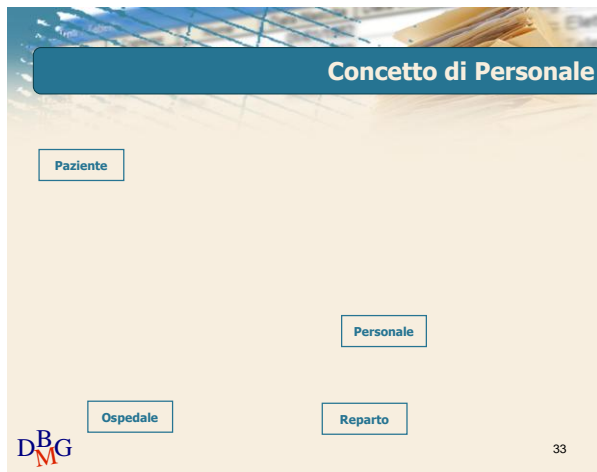 Concetto di Personale
Paziente
Personale
Ospedale
Reparto
DBMG
33